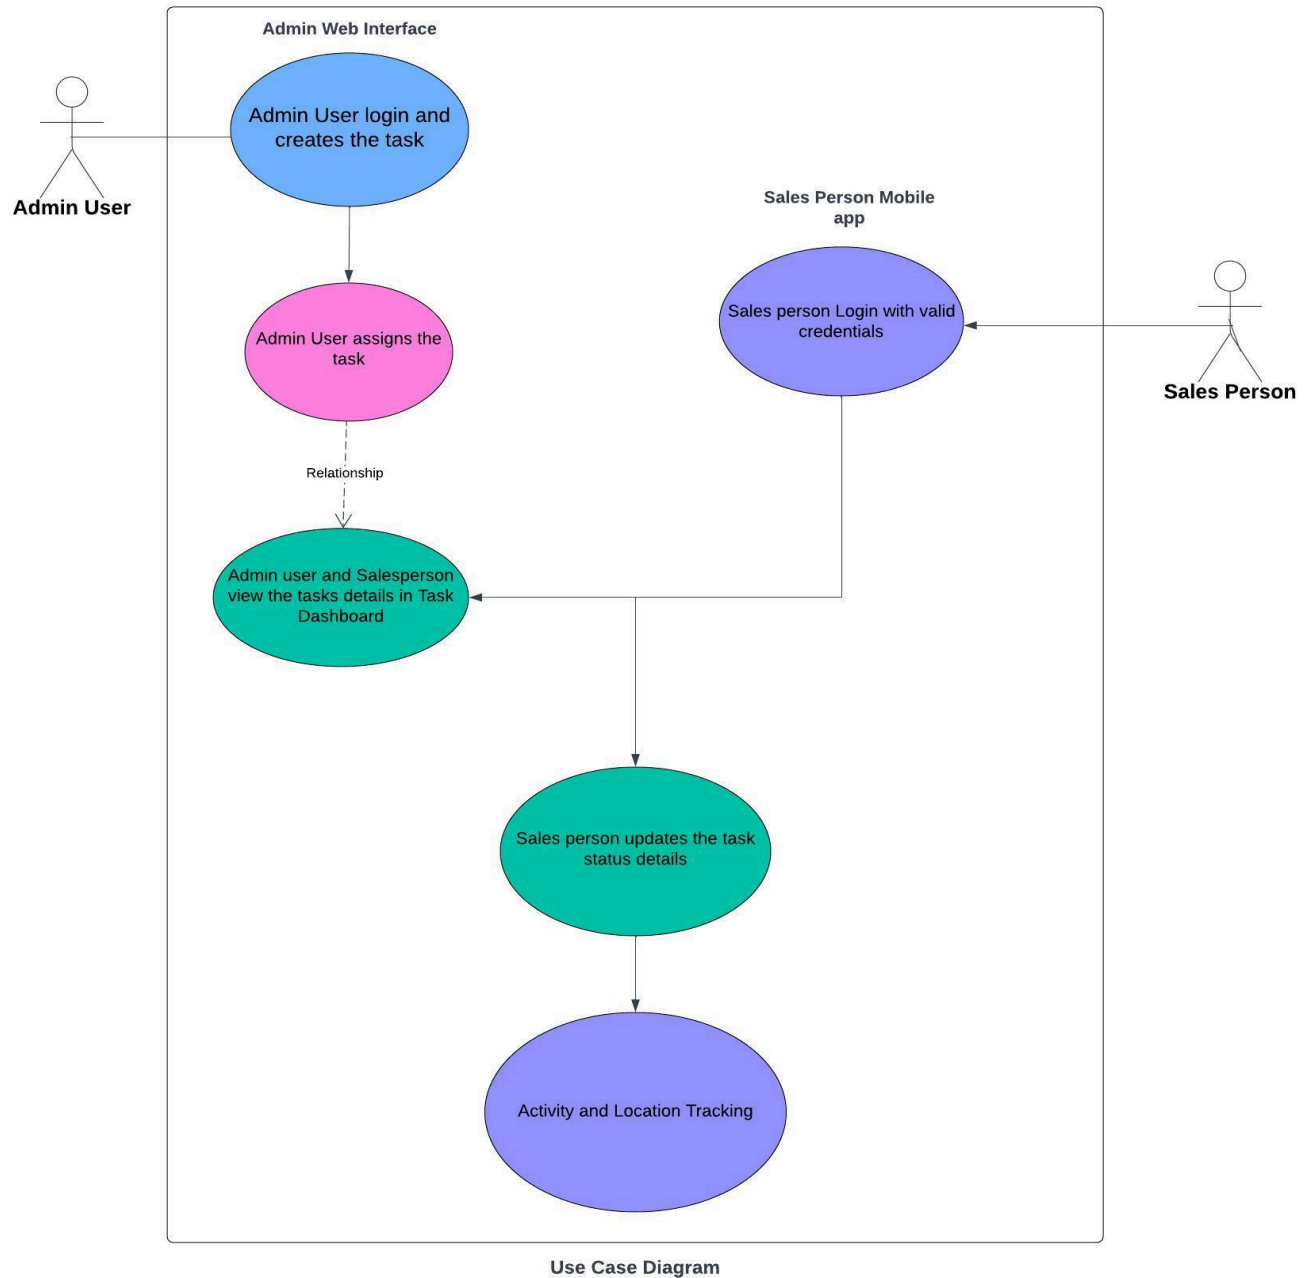 Admin Web Interface
Admin User login and
creates the task
Admin User
Sales Person Mobile
app
Sales person Login with valid
credentials
Sales Person
Admin User assigns the
task
Relationship
Admin user and Salesperson
view the tasks details in Task
Dashboard
Sales person updates the task
status details
Activity and Location Tracking
Use Case Diagram